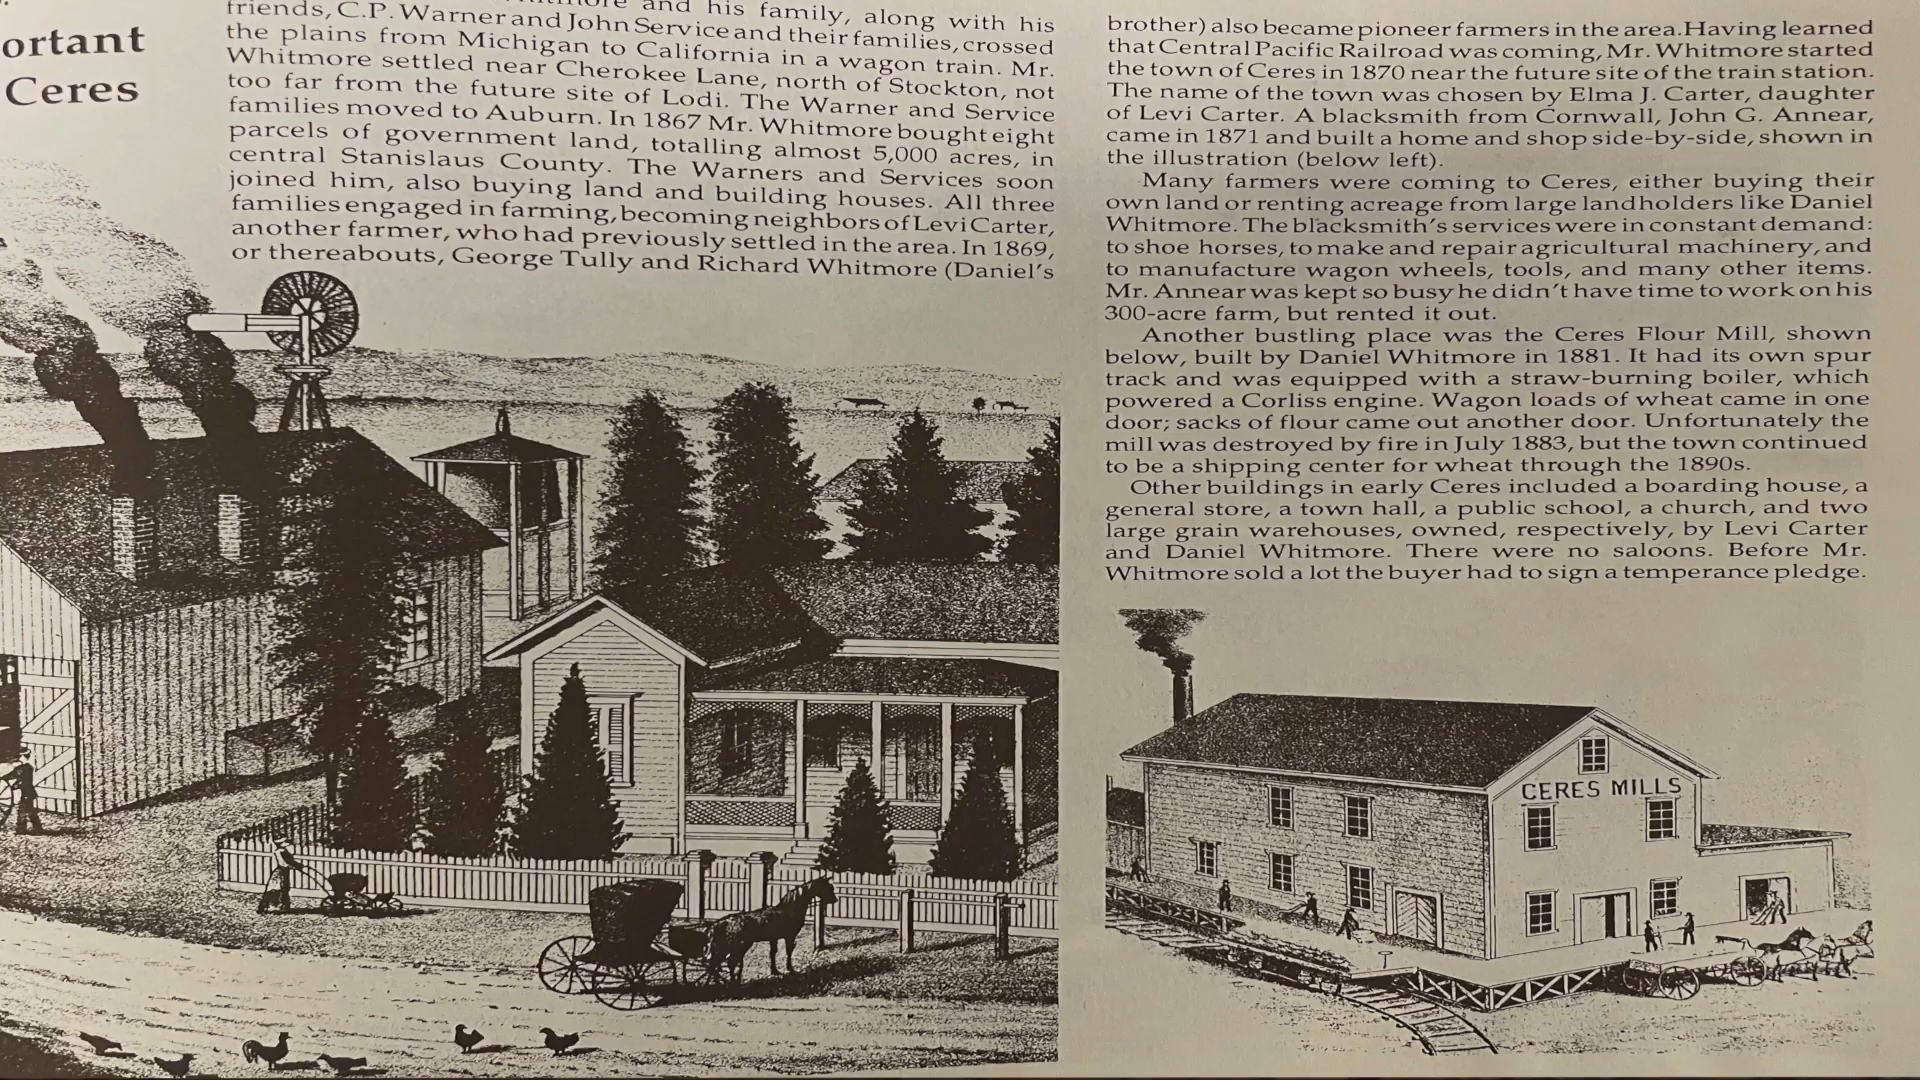 ortant
Ceres
and his family, along with his
friends, C.P. Warner and John Service and their families, crossed
the plains from Michigan to California in a wagon train. Mr.
Whitmore settled near Cherokee Lane, north of Stockton, not
too far from the future site of Lodi. The Warner and Service
families moved to Auburn. In 1867 Mr. Whitmore bought eight
parcels of government land, totalling almost 5,000 acres, in
central Stanislaus County. The Warners and Services soon
joined him, also buying land and building houses. All three
families engaged in farming, becoming neighbors of Levi Carter,
another farmer, who had previously settled in the area. In 1869,
or thereabouts, George Tully and Richard Whitmore (Daniel's
brother) also became pioneer farmers in the area. Having learned
that Central Pacific Railroad was coming, Mr. Whitmore started
the town of Ceres in 1870 near the future site of the train station.
The name of the town was chosen by Elma J. Carter, daughter
of Levi Carter. A blacksmith from Cornwall, John G. Annear,
came in 1871 and built a home and shop side-by-side, shown in
the illustration (below left).
Many farmers were coming to Ceres, either buying their
own land or renting acreage from large landholders like Daniel
Whitmore. The blacksmith's services were in constant demand:
to shoe horses, to make and repair agricultural machinery, and
to manufacture wagon wheels, tools, and many other items.
Mr. Annear was kept so busy he didn't have time to work on his
300-acre farm, but rented it out.
Another bustling place was the Ceres Flour Mill, shown
below, built by Daniel Whitmore in 1881. It had its own spur
track and was equipped with a straw-burning boiler, which
powered a Corliss engine. Wagon loads of wheat came in one
door; sacks of flour came out another door. Unfortunately the
mill was destroyed by fire in July 1883, but the town continued
to be a shipping center for wheat through the 1890s.
Other buildings in early Ceres included a boarding house, a
general store, a town hall, a public school, a church, and two
large grain warehouses, owned, respectively, by Levi Carter
and Daniel Whitmore. There were no saloons. Before Mr.
Whitmore sold a lot the buyer had to sign a temperance pledge.
CERES MILLS